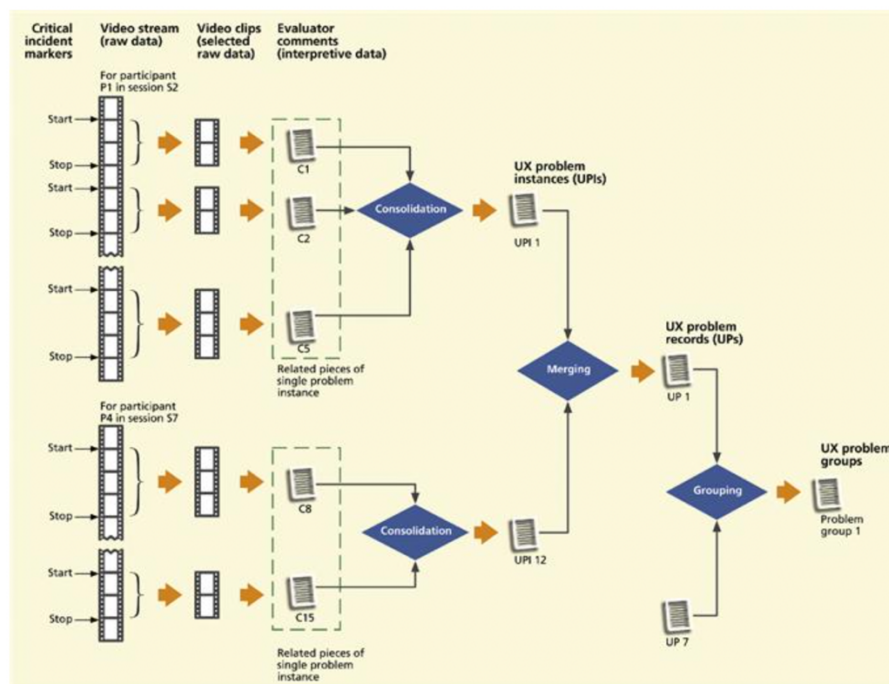 Critical
incident
markers
Video stream
(raw data)
Video clips
(selected
raw data)
Evaluator
comments
(interpretive data)
For participant
P1 in session S2
Start
Stop
Start
Stop
Start
Stop
C1
C2
C5
Consolidation
UX problem
instances (UPIs)
UPI 1
Related pieces of
single problem
instance
Merging
UX problem
records (UPs)
UP 1
For participant
P4 in session S7
Start
Stop
Start
Stop
C8
C15
Consolidation
UPI 12
Related pieces of
single problem
instance
Grouping
UX problem
groups
Problem
group 1
UP 7